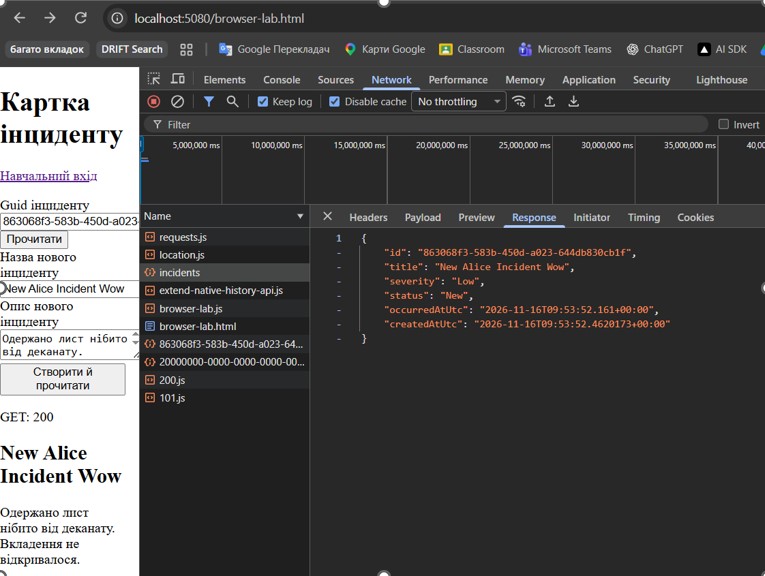 localhost:5080/browser-lab.html
багато вкладок
DRIFT Search
Google Перекладач
Карти Google
Classroom
Microsoft Teams
ChatGPT
AI SDK
Картка
інциденту
Навчальний вхід
Guid інциденту
863068f3-583b-450d-a023-
Прочитати
Назва нового
інциденту
New Alice Incident Wow
Опис нового
інциденту
Одержано лист нібито
від деканату.
Створити й
прочитати
GET: 200
New Alice
Incident Wow
Одержано лист
нібито від деканату.
Вкладення не
відкривалося.
Elements
Console
Sources
Network
Performance
Memory
Application
Security
Lighthouse
Keep log
Disable cache
No throttling
Filter
Invert
5,000,000 ms
10,000,000 ms
15,000,000 ms
20,000,000 ms
25,000,000 ms
30,000,000 ms
35,000,000 ms
40,00
Name
requests.js
location.js
incidents
extend-native-history-api.js
browser-lab.js
browser-lab.html
863068f3-583b-450d-a023-64...
20000000-0000-0000-0000-00...
200.js
101.js
Headers
Payload
Preview
Response
Initiator
Timing
Cookies
1 {
- "id": "863068f3-583b-450d-a023-644db830cb1f",
- "title": "New Alice Incident Wow",
- "severity": "Low",
- "status": "New",
- "occurredAtUtc": "2026-11-16T09:53:52.161+00:00",
- "createdAtUtc": "2026-11-16T09:53:52.4620173+00:00"
- }